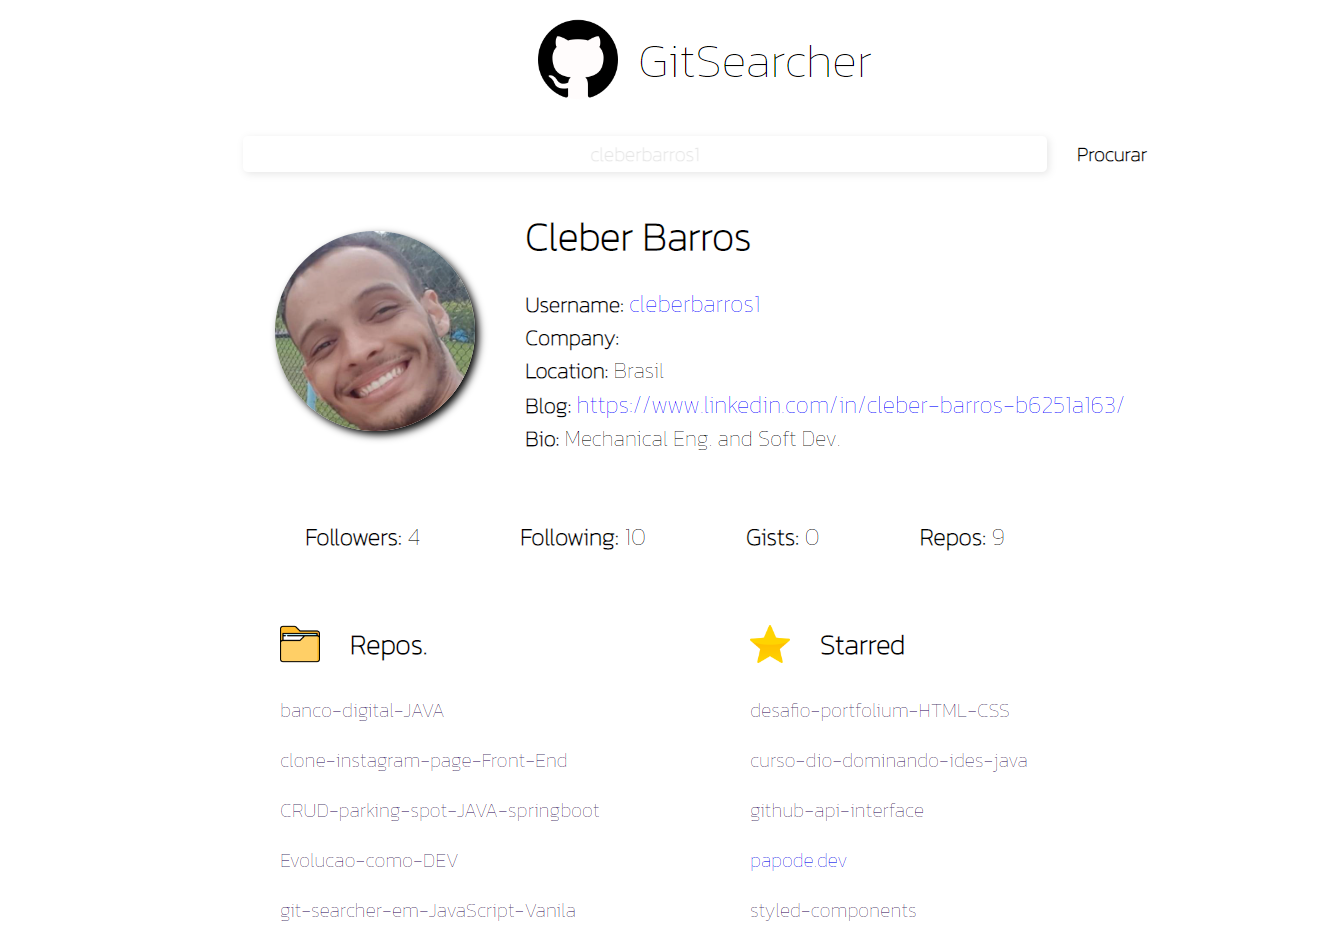 GitSearcher
cleberbarros1
Procurar
Cleber Barros
Username: cleberbarros1
Company:
Location: Brasil
Blog: https://www.linkedin.com/in/cleber-barros-b6251a163/
Bio: Mechanical Eng. and Soft Dev.
Followers: 4 Following: 10 Gists: 0 Repos: 9
Repos.
banco-digital-JAVA
clone-instagram-page-Front-End
CRUD-parking-spot-JAVA-springboot
Evolucao-como-DEV
git-searcher-em-JavaScript-Vanila
Starred
desafio-portfolium-HTML-CSS
curso-dio-dominando-ides-java
github-api-interface
papode.dev
styled-components